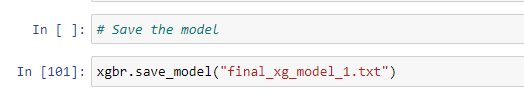 In [ ]: # Save the model
In [101]: xgbr.save_model("final_xg_model_1.txt")